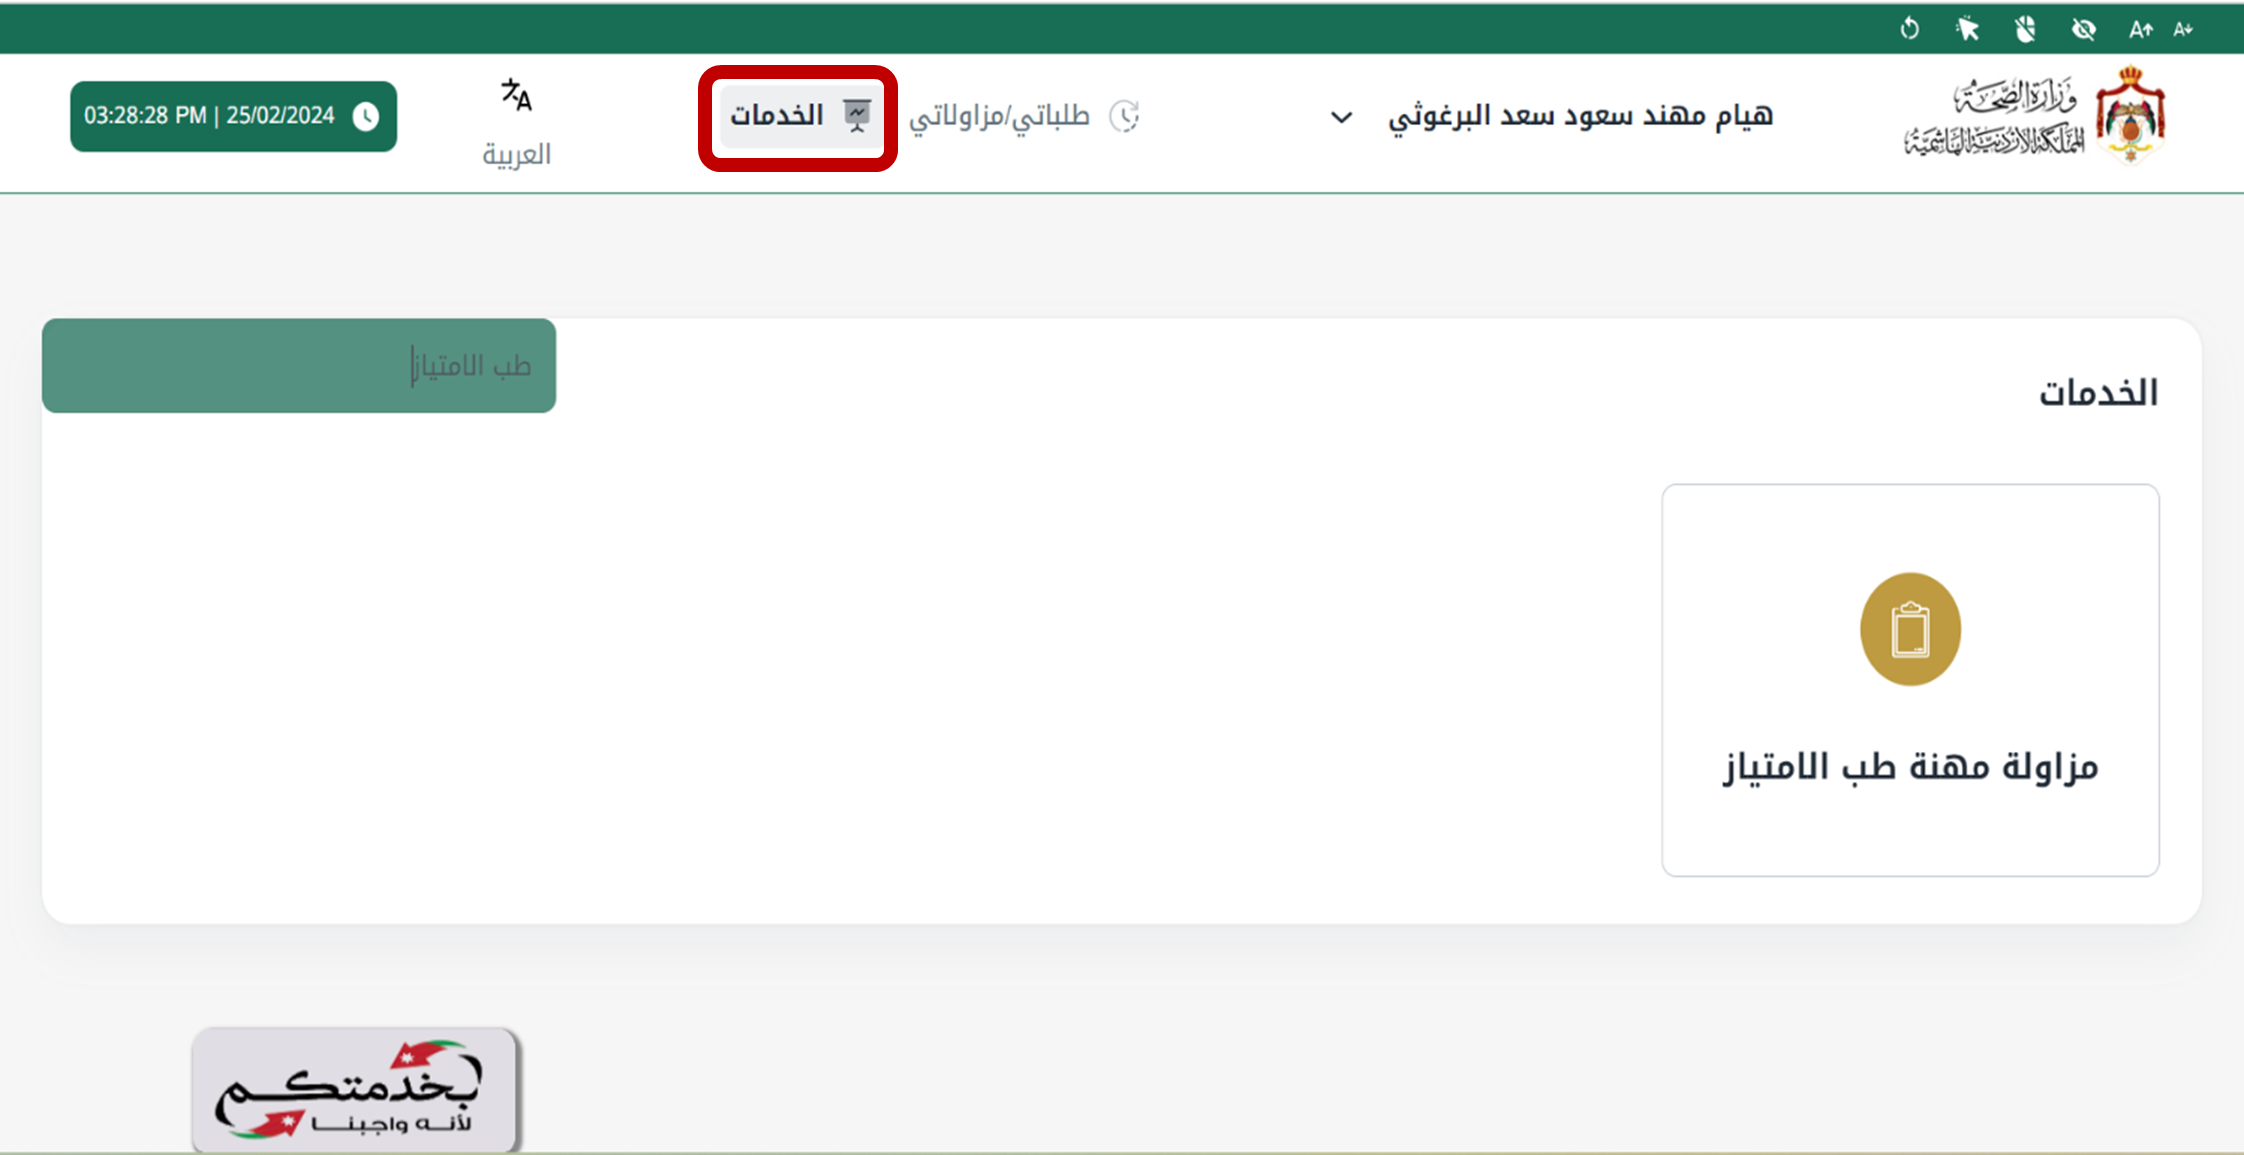 A↓ A↑
وزارة الصحة
المملكة الأردنية الهاشمية
هيام مهند سعود سعد البرغوثي
طلباتي/مزاولاتي
الخدمات
العربية
03:28:28 PM | 25/02/2024
الخدمات
طب الامتياز
مزاولة مهنة طب الامتياز
بخدمتكم
لأنه واجبنا